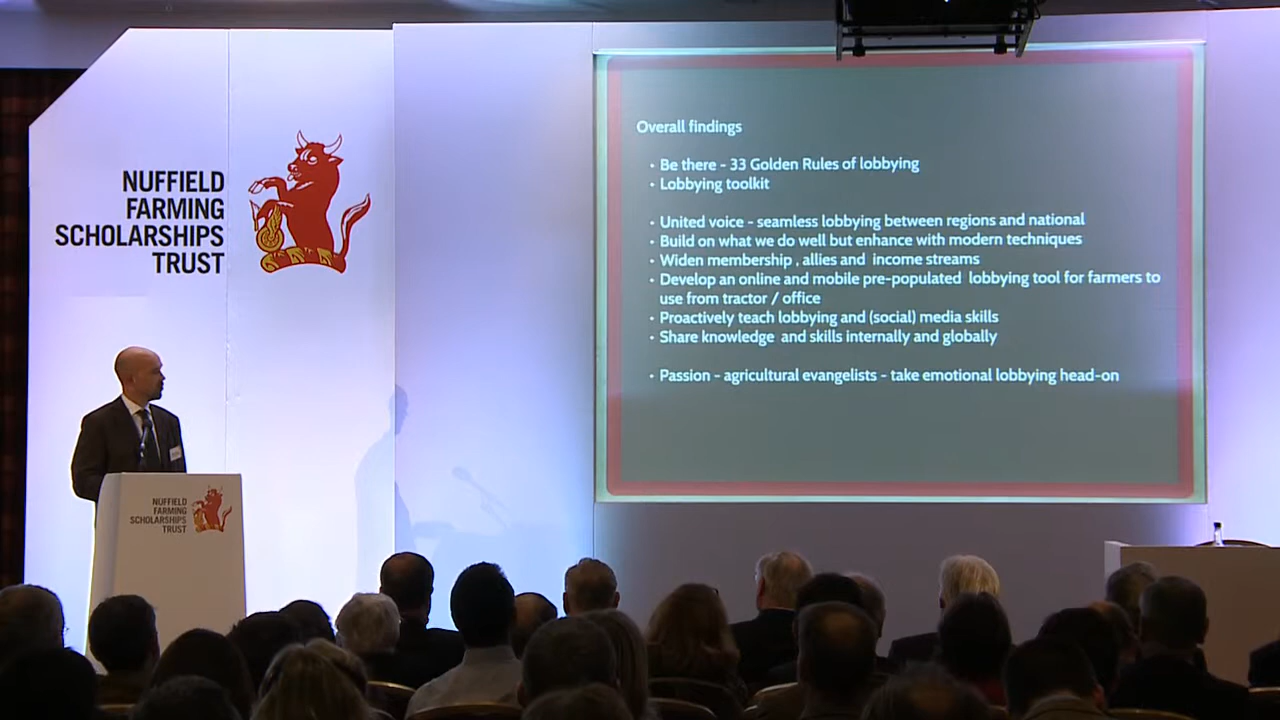 NUFFIELD
FARMING
SCHOLARSHIPS
TRUST
Overall findings
• Be there - 33 Golden Rules of lobbying
• Lobbying toolkit
• United voice - seamless lobbying between regions and national
• Build on what we do well but enhance with modern techniques
• Widen membership , allies and income streams
• Develop an online and mobile pre-populated lobbying tool for farmers to
use from tractor / office
• Proactively teach lobbying and (social) media skills
• Share knowledge and skills internally and globally
• Passion - agricultural evangelists - take emotional lobbying head-on
NUFFIELD
FARMING
SCHOLARSHIPS
TRUST